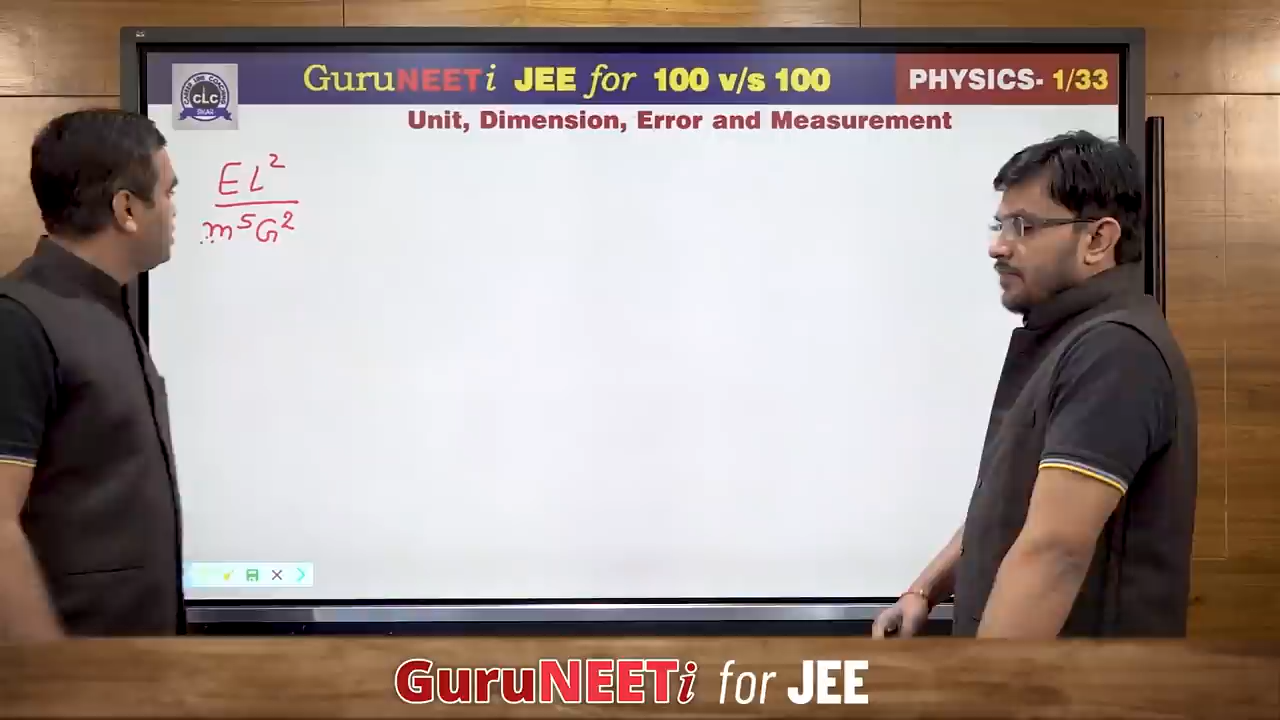 GuruNEETi JEE for 100 v/s 100 PHYSICS- 1/33
CLC
SIKAR
Unit, Dimension, Error and Measurement
EL²
m⁵G²
GuruNEETi for JEE